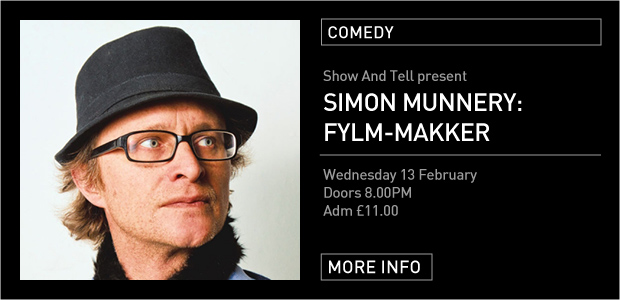 COMEDY
Show And Tell present
SIMON MUNNERY:
FYLM-MAKKER
Wednesday 13 February
Doors 8.00PM
Adm £11.00
MORE INFO